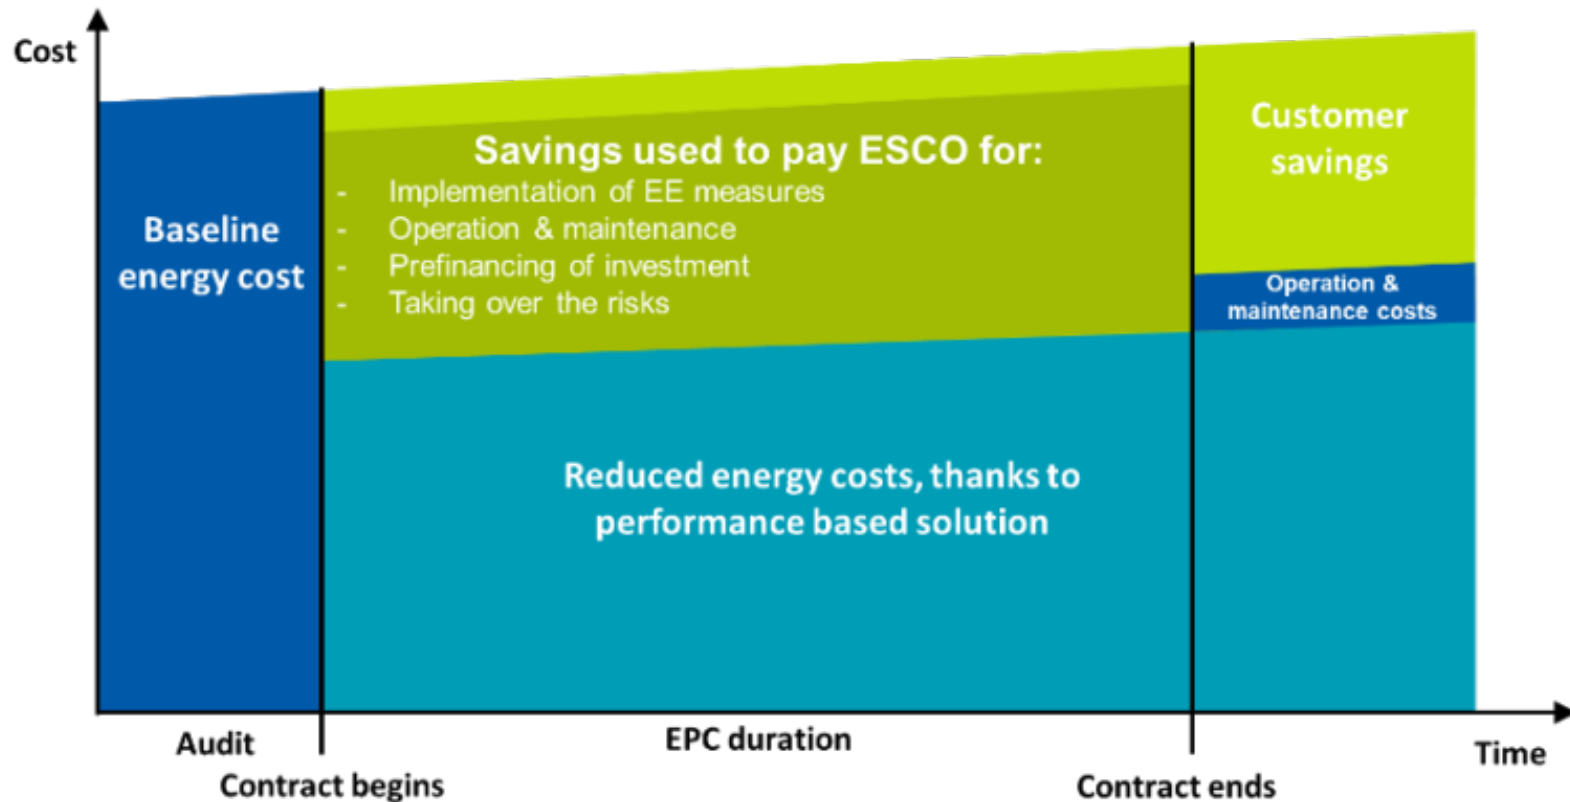 Cost
Baseline
energy cost
Savings used to pay ESCO for:
- Implementation of EE measures
- Operation & maintenance
- Prefinancing of investment
- Taking over the risks
Customer
savings
Operation &
maintenance costs
Reduced energy costs, thanks to
performance based solution
Audit
EPC duration
Time
Contract begins
Contract ends